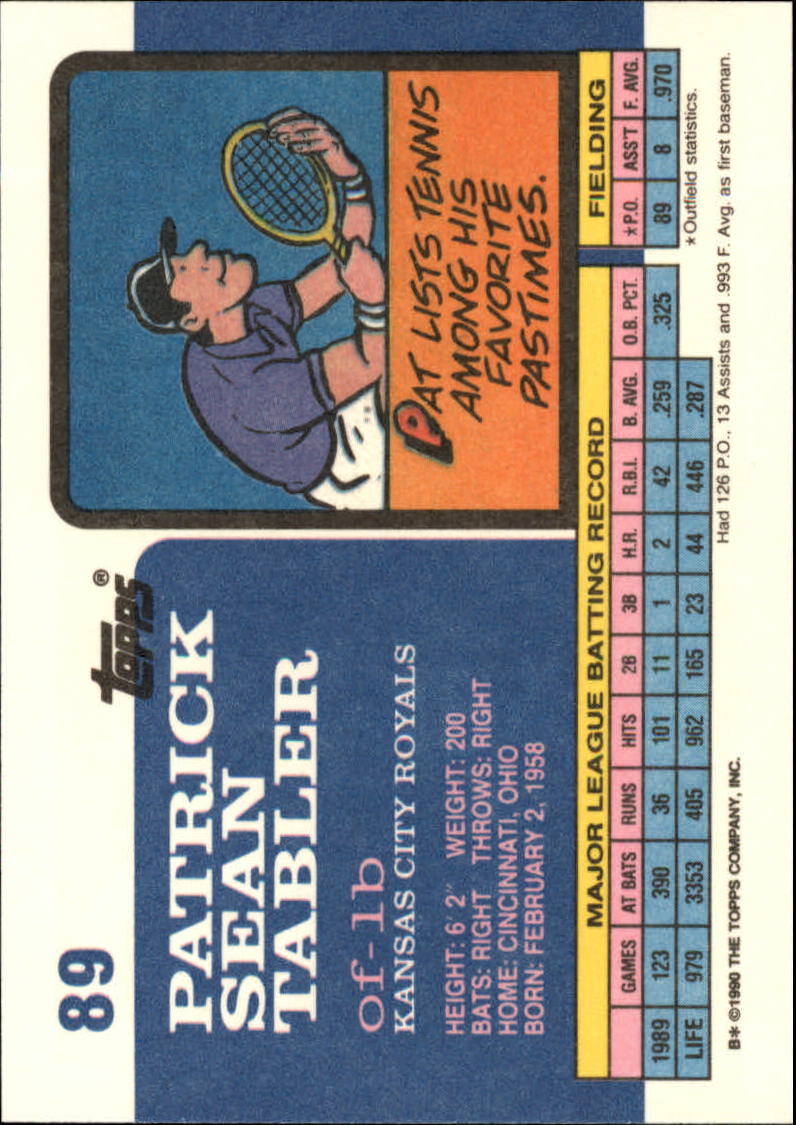 89
TOPPS®
PATRICK
SEAN
TABLER
of-1b
KANSAS CITY ROYALS
HEIGHT: 6' 2" WEIGHT: 200
BATS: RIGHT THROWS: RIGHT
HOME: CINCINNATI, OHIO
BORN: FEBRUARY 2, 1958
PAT LISTS TENNIS
AMONG HIS
FAVORITE
PASTIMES.
MAJOR LEAGUE BATTING RECORD FIELDING
GAMES AT BATS RUNS HITS 2B 3B H.R. R.B.I. B. AVG. O.B. PCT. *P.O. ASS'T F. AVG.
1989 123 390 36 101 11 1 2 42 .259 .325 89 8 .970
LIFE 979 3353 405 962 165 23 44 446 .287
*Outfield statistics.
Had 126 P.O., 13 Assists and .993 F. Avg. as first baseman.
B* ©1990 THE TOPPS COMPANY, INC.